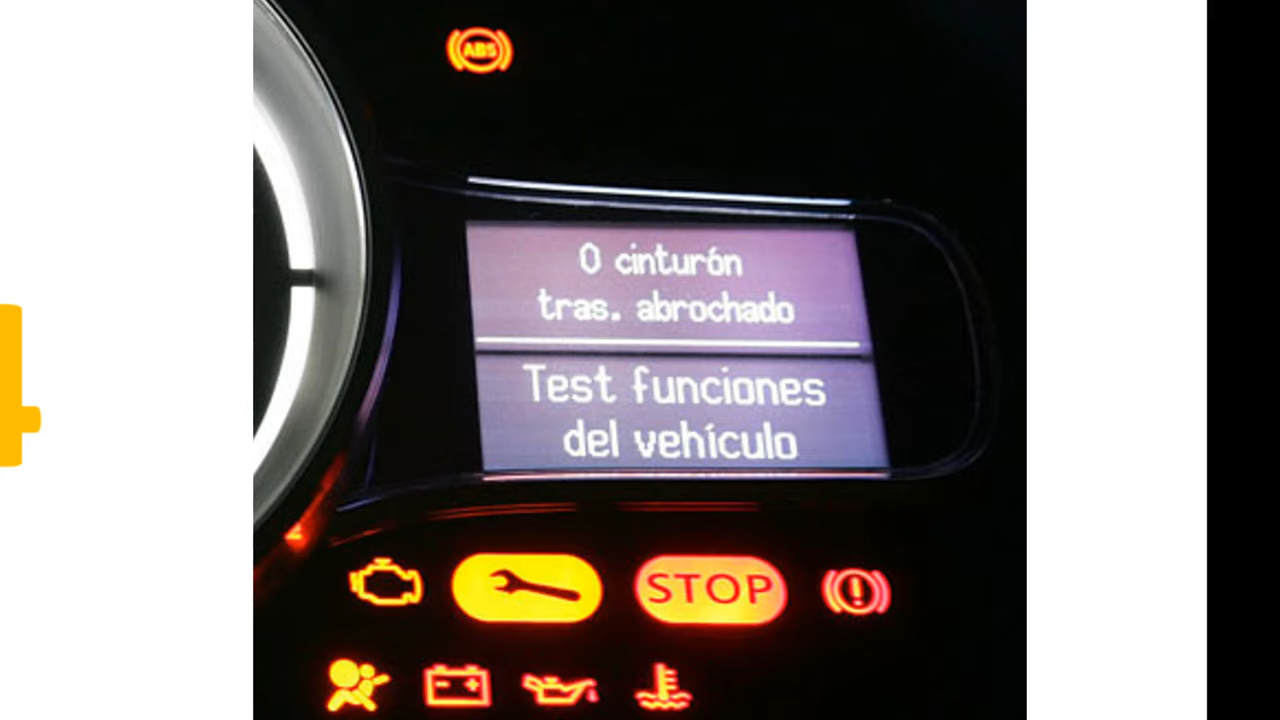 ABS
0 cinturón
tras. abrochado
Test funciones
del vehículo
STOP